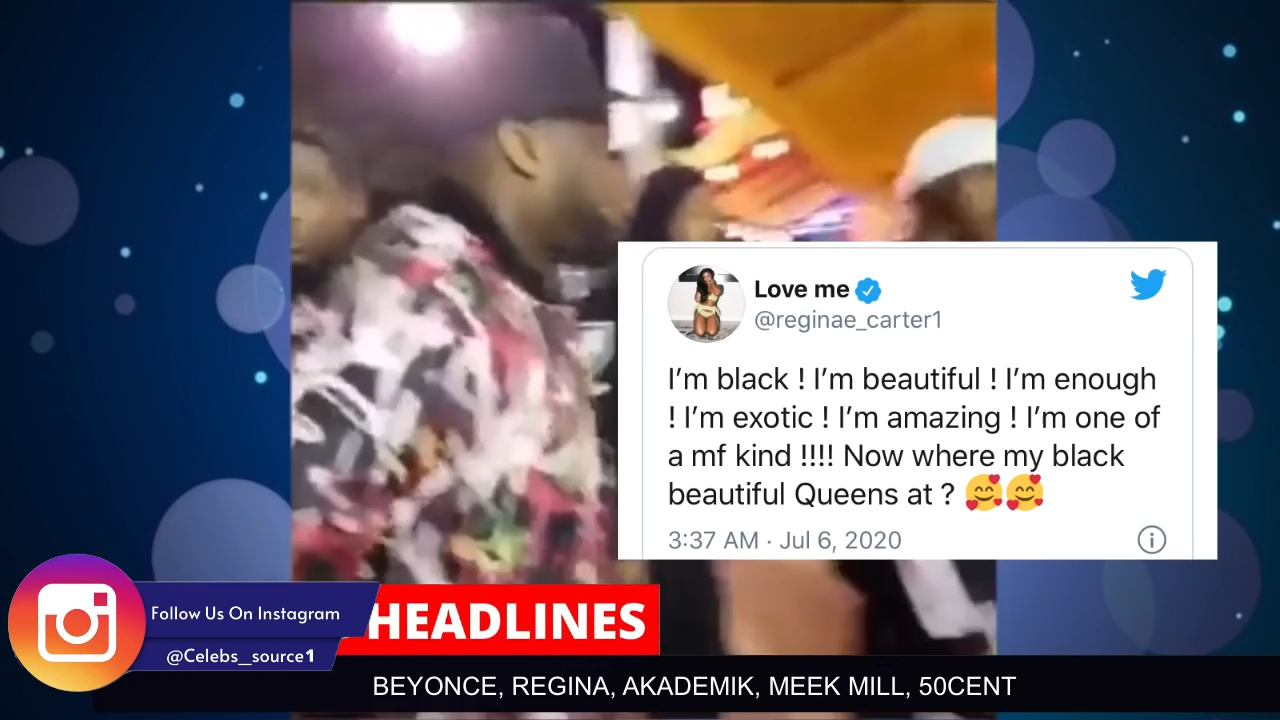 Love me
@reginae_carter1
I’m black ! I’m beautiful ! I’m enough
! I’m exotic ! I’m amazing ! I’m one of
a mf kind !!!! Now where my black
beautiful Queens at ? 🥰🥰
3:37 AM · Jul 6, 2020
HEADLINES
Follow Us On Instagram
@Celebs_source1
BEYONCE, REGINA, AKADEMIK, MEEK MILL, 50CENT